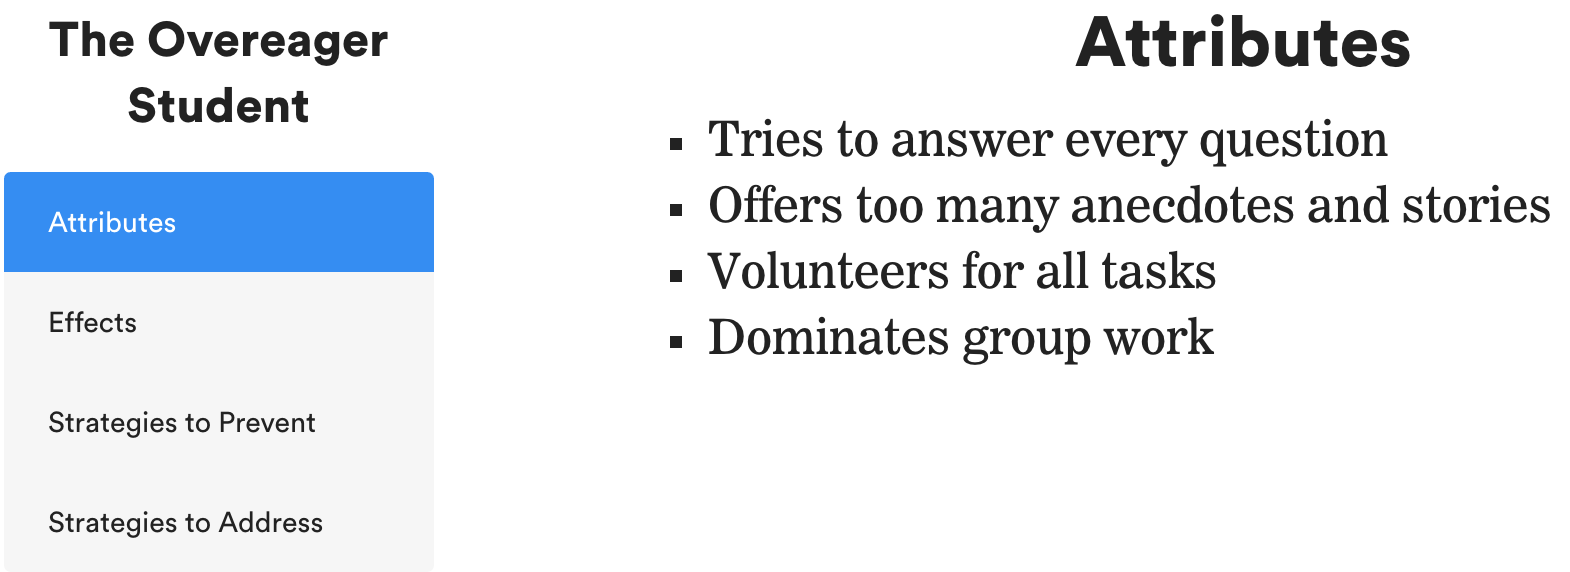 The Overeager
Student
Attributes
Effects
Strategies to Prevent
Strategies to Address
Attributes
▪ Tries to answer every question
▪ Offers too many anecdotes and stories
▪ Volunteers for all tasks
▪ Dominates group work